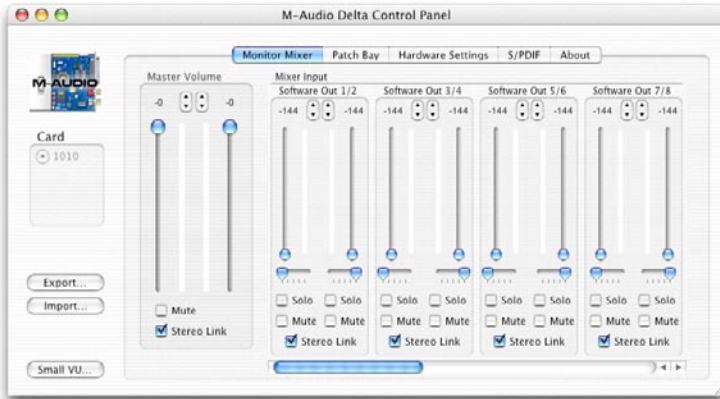 M-Audio Delta Control Panel
Monitor Mixer Patch Bay Hardware Settings S/PDIF About
M-AUDIO
Card
1010
Export...
Import...
Small VU...
Master Volume
-0 -0
Mute
Stereo Link
Mixer Input
Software Out 1/2 Software Out 3/4 Software Out 5/6 Software Out 7/8
-144 -144 -144 -144 -144 -144 -144 -144
Solo Solo Solo Solo Solo Solo Solo Solo
Mute Mute Mute Mute Mute Mute Mute Mute
Stereo Link Stereo Link Stereo Link Stereo Link